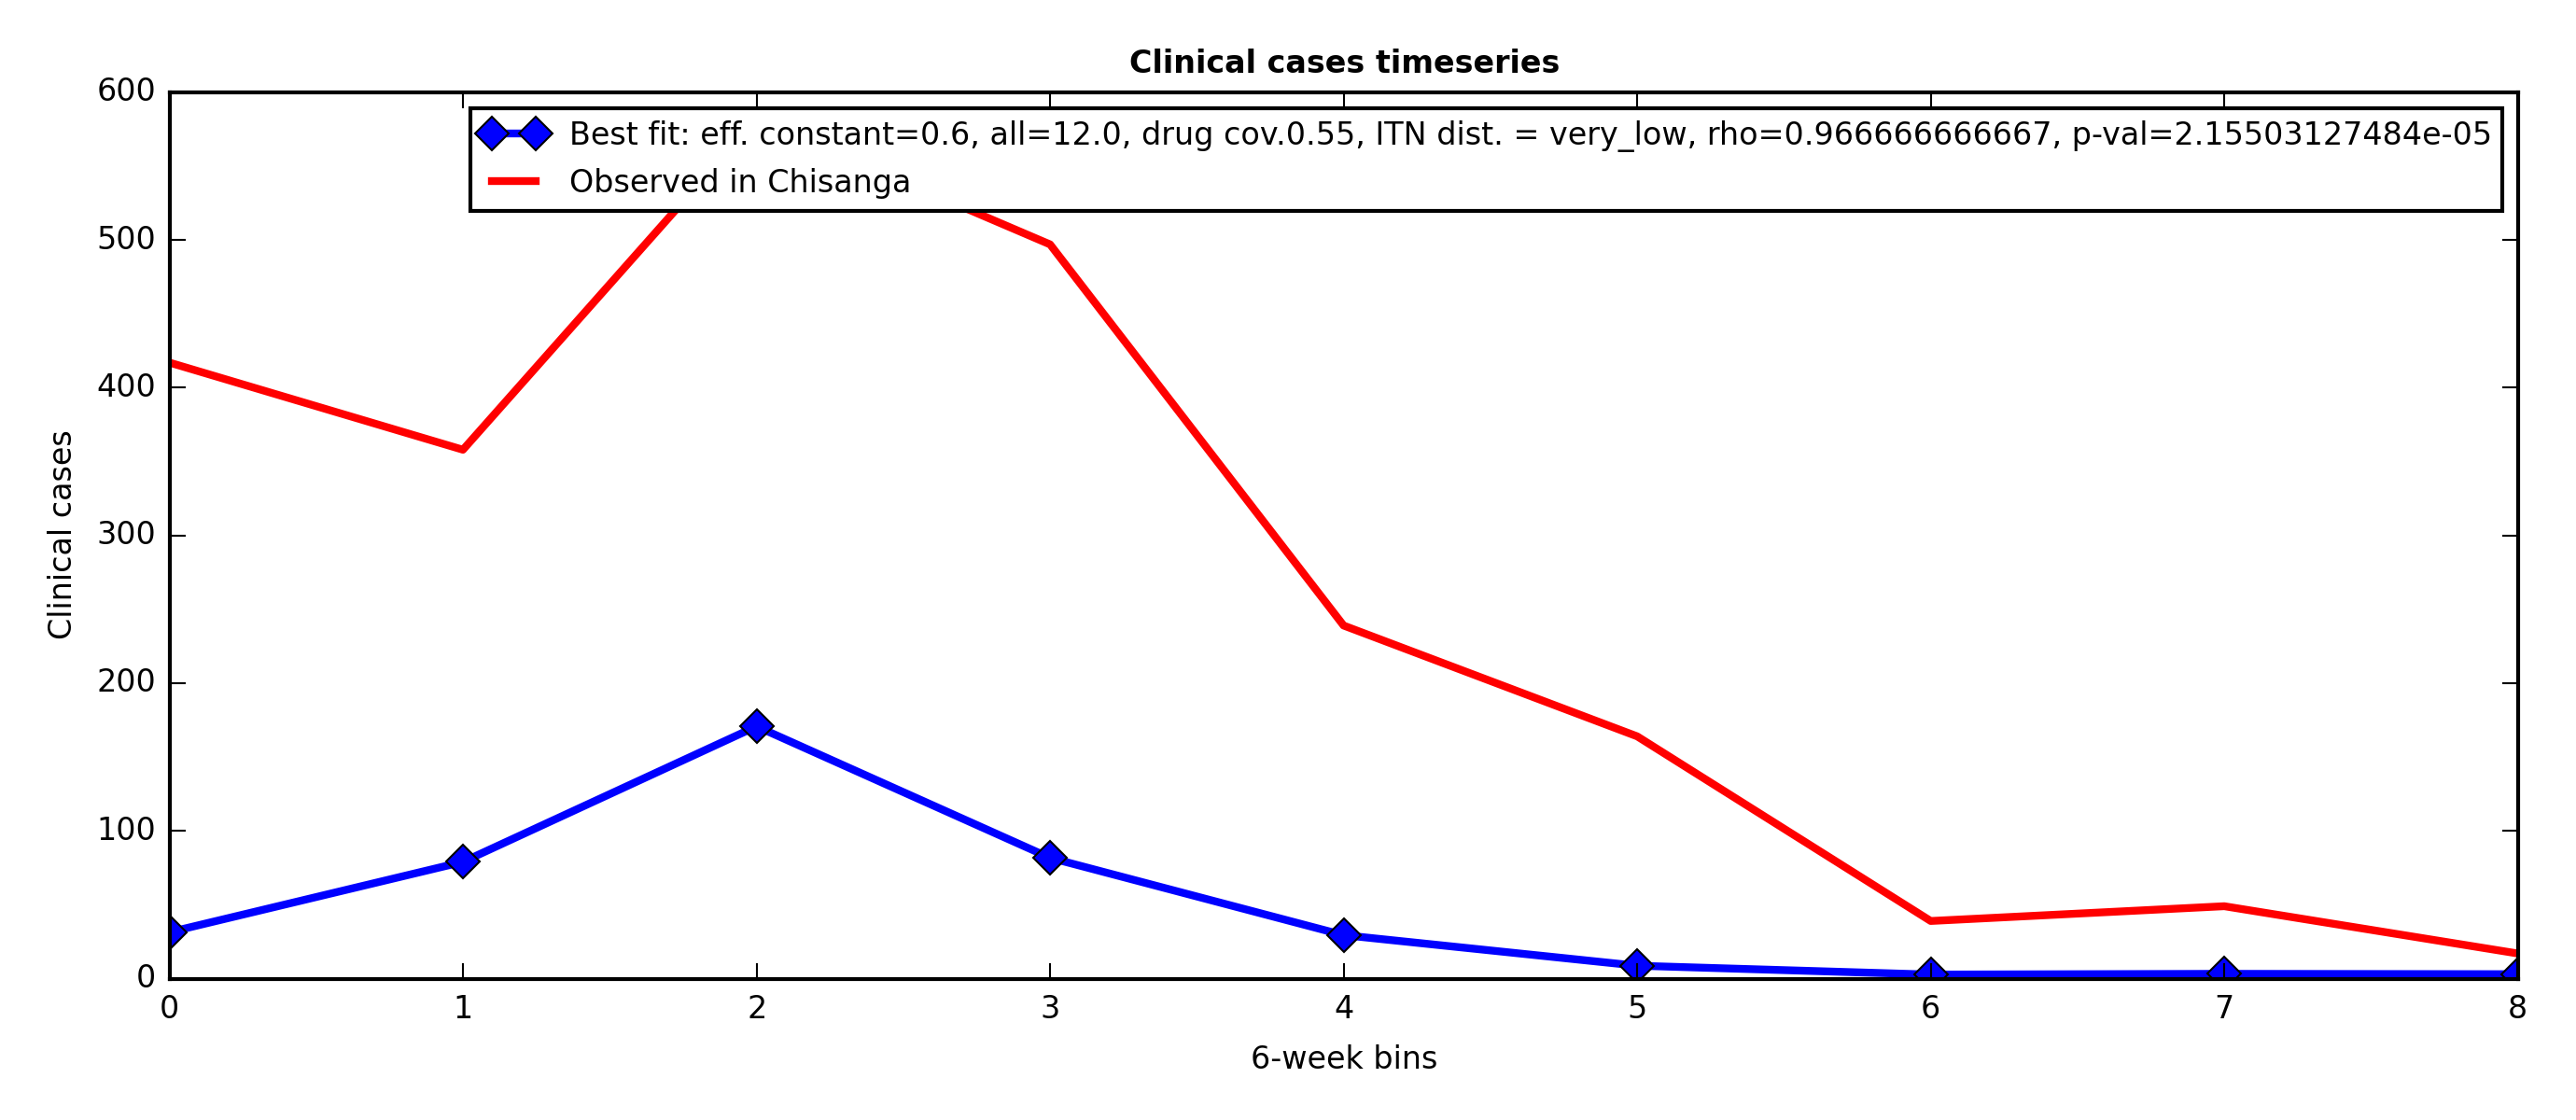 Clinical cases timeseries
Best fit: eff. constant=0.6, all=12.0, drug cov.0.55, ITN dist. = very_low, rho=0.966666666667, p-val=2.15503127484e-05
Observed in Chisanga
Clinical cases
600
500
400
300
200
100
0
0 1 2 3 4 5 6 7 8
6-week bins